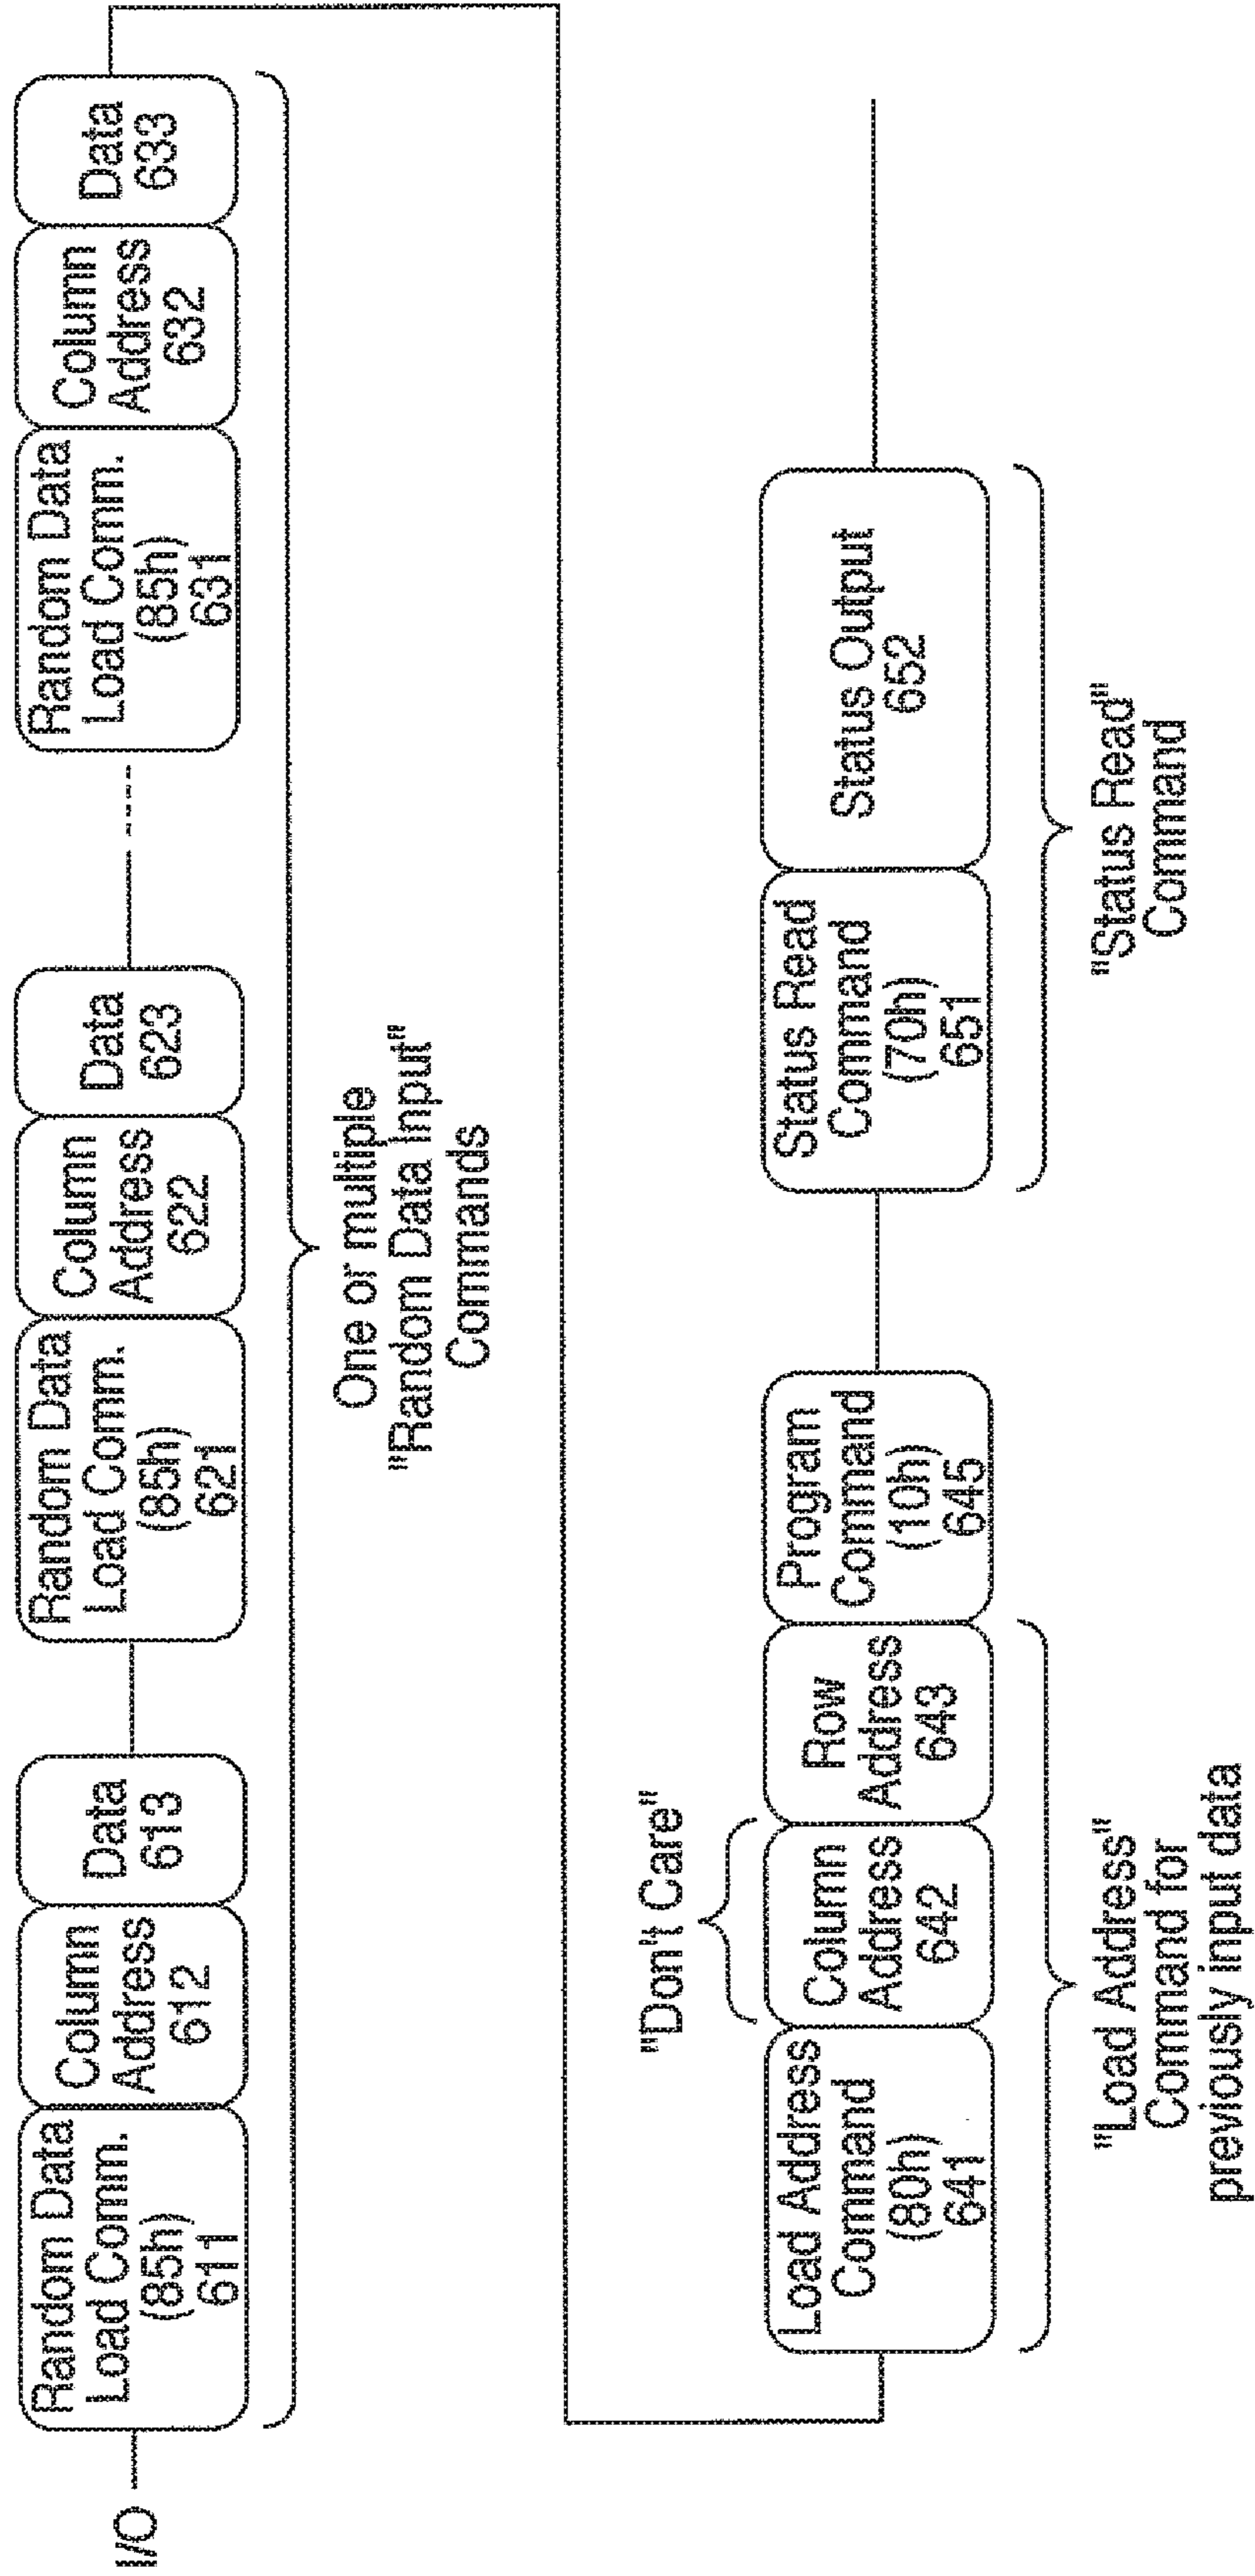 I/O
Random Data
Load Comm.
(85h)
611
Column
Address
612
Data
613
Random Data
Load Comm.
(85h)
621
Column
Address
622
Data
623
Random Data
Load Comm.
(85h)
631
Column
Address
632
Data
633
One or multiple
"Random Data Input"
Commands
"Don't Care"
Load Address
Command
(80h)
641
Column
Address
642
Row
Address
643
Program
Command
(10h)
645
Status Read
Command
(70h)
651
Status Output
652
"Load Address"
Command for
previously input data
"Status Read"
Command